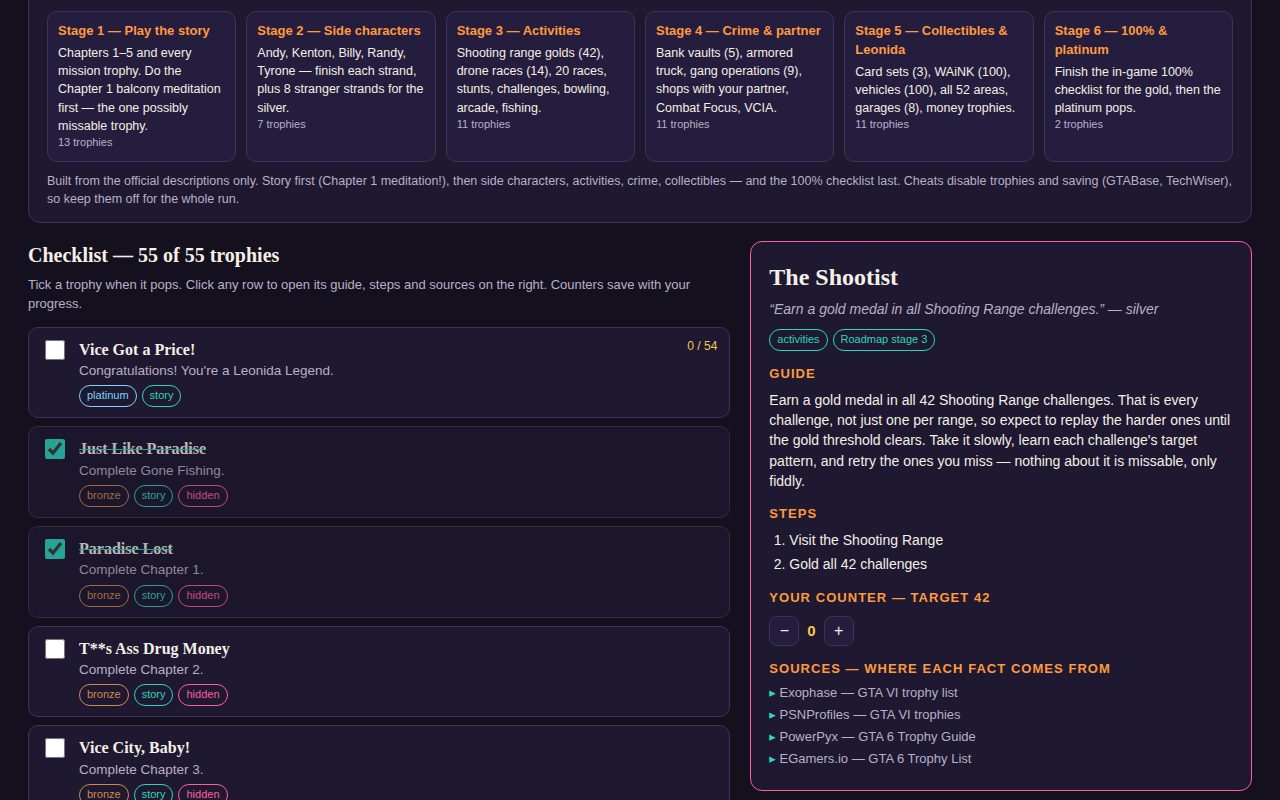 Stage 1 — Play the story
Chapters 1–5 and every
mission trophy. Do the
Chapter 1 balcony meditation
first — the one possibly
missable trophy.
13 trophies
Stage 2 — Side characters
Andy, Kenton, Billy, Randy,
Tyrone — finish each strand,
plus 8 stranger strands for the
silver.
7 trophies
Stage 3 — Activities
Shooting range golds (42),
drone races (14), 20 races,
stunts, challenges, bowling,
arcade, fishing.
11 trophies
Stage 4 — Crime & partner
Bank vaults (5), armored
truck, gang operations (9),
shops with your partner,
Combat Focus, VCIA.
11 trophies
Stage 5 — Collectibles &
Leonida
Card sets (3), WAiNK (100),
vehicles (100), all 52 areas,
garages (8), money trophies.
11 trophies
Stage 6 — 100% &
platinum
Finish the in-game 100%
checklist for the gold, then the
platinum pops.
2 trophies
Built from the official descriptions only. Story first (Chapter 1 meditation!), then side characters, activities, crime, collectibles — and the 100% checklist last. Cheats disable trophies and saving (GTABase, TechWiser),
so keep them off for the whole run.
Checklist — 55 of 55 trophies
Tick a trophy when it pops. Click any row to open its guide, steps and sources on the right. Counters save with your
progress.
Vice Got a Price!
0 / 54
Congratulations! You're a Leonida Legend.
platinum story
Just Like Paradise
Complete Gone Fishing.
bronze story hidden
Paradise Lost
Complete Chapter 1.
bronze story hidden
T**s Ass Drug Money
Complete Chapter 2.
bronze story hidden
Vice City, Baby!
Complete Chapter 3.
bronze story hidden
The Shootist
“Earn a gold medal in all Shooting Range challenges.” — silver
activities Roadmap stage 3
GUIDE
Earn a gold medal in all 42 Shooting Range challenges. That is every
challenge, not just one per range, so expect to replay the harder ones until
the gold threshold clears. Take it slowly, learn each challenge's target
pattern, and retry the ones you miss — nothing about it is missable, only
fiddly.
STEPS
1. Visit the Shooting Range
2. Gold all 42 challenges
YOUR COUNTER — TARGET 42
− 0 +
SOURCES — WHERE EACH FACT COMES FROM
▸ Exophase — GTA VI trophy list
▸ PSNProfiles — GTA VI trophies
▸ PowerPyx — GTA 6 Trophy Guide
▸ EGamers.io — GTA 6 Trophy List